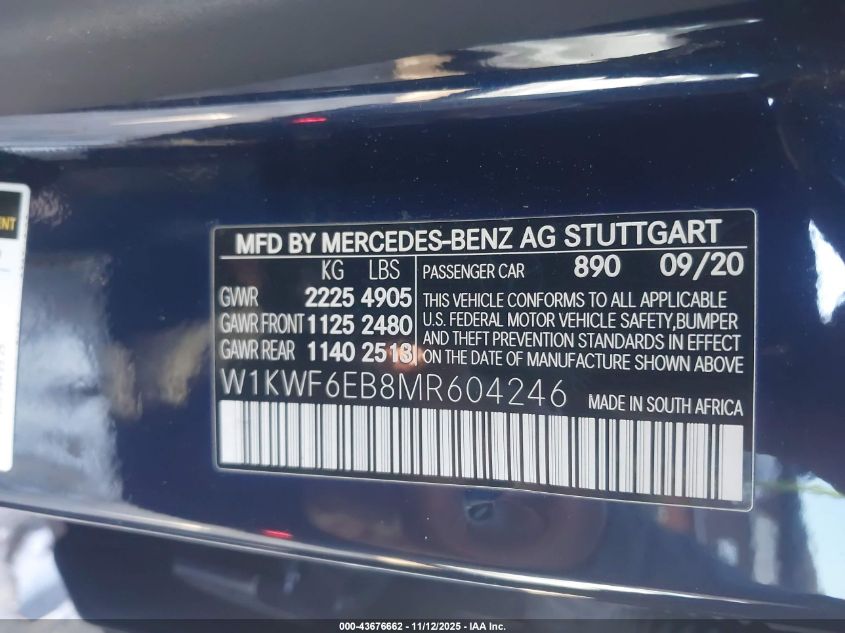 MFD BY MERCEDES-BENZ AG STUTTGART
KG LBS
GVWR 2225 4905
GAWR FRONT 1125 2480
GAWR REAR 1140 2513
PASSENGER CAR 890 09/20
THIS VEHICLE CONFORMS TO ALL APPLICABLE
U.S. FEDERAL MOTOR VEHICLE SAFETY,BUMPER
AND THEFT PREVENTION STANDARDS IN EFFECT
ON THE DATE OF MANUFACTURE SHOWN ABOVE
W1KWF6EB8MR604246
MADE IN SOUTH AFRICA
000-43676662 - 11/12/2025 - IAA Inc.